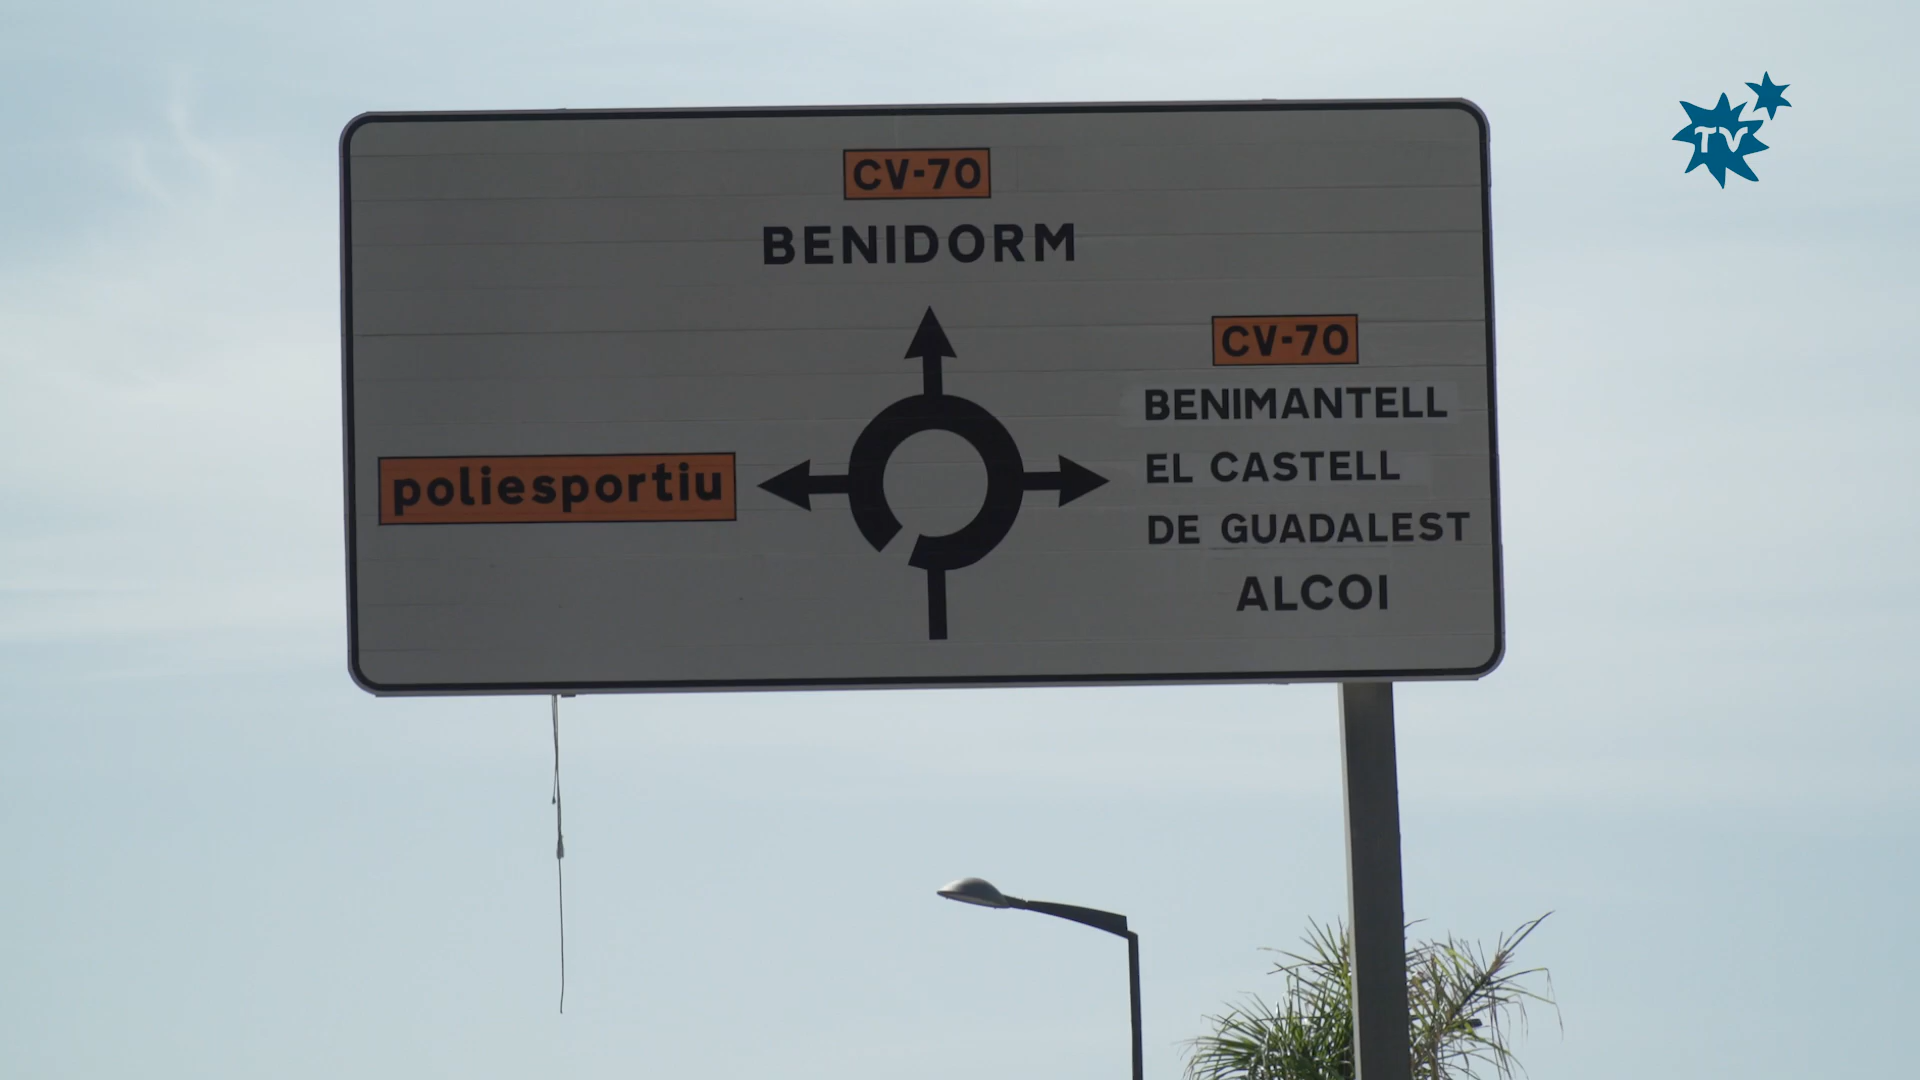 CV-70
BENIDORM
CV-70
BENIMANTELL
EL CASTELL
DE GUADALEST
ALCOI
poliesportiu
TV